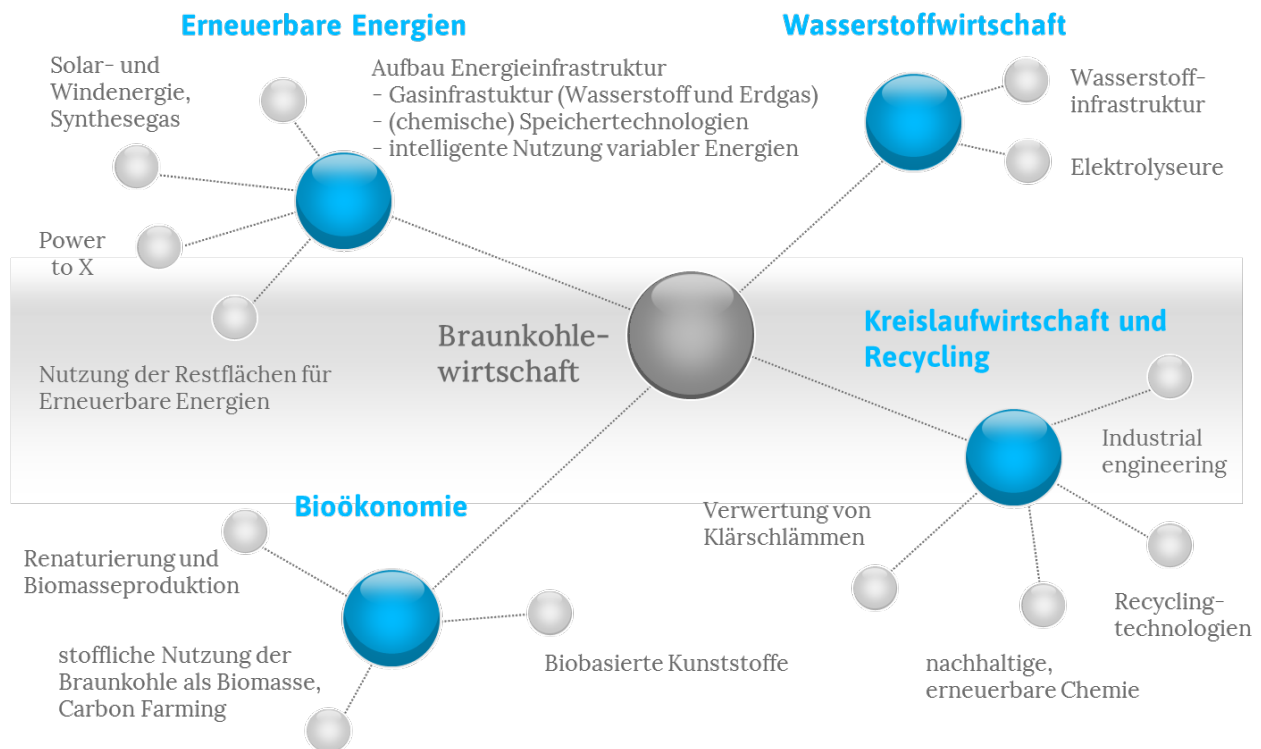 Erneuerbare Energien
Solar- und
Windenergie,
Synthesegas
Aufbau Energieinfrastruktur
- Gasinfrastuktur (Wasserstoff und Erdgas)
- (chemische) Speichertechnologien
- intelligente Nutzung variabler Energien
Power
to X
Nutzung der Restflächen für
Erneuerbare Energien
Wasserstoffwirtschaft
Wasserstoff-
infrastruktur
Elektrolyseure
Braunkohle-
wirtschaft
Kreislaufwirtschaft und
Recycling
Industrial
engineering
Verwertung von
Klärschlämmen
Recycling-
technologien
nachhaltige,
erneuerbare Chemie
Bioökonomie
Renaturierung und
Biomasseproduktion
stoffliche Nutzung der
Braunkohle als Biomasse,
Carbon Farming
Biobasierte Kunststoffe